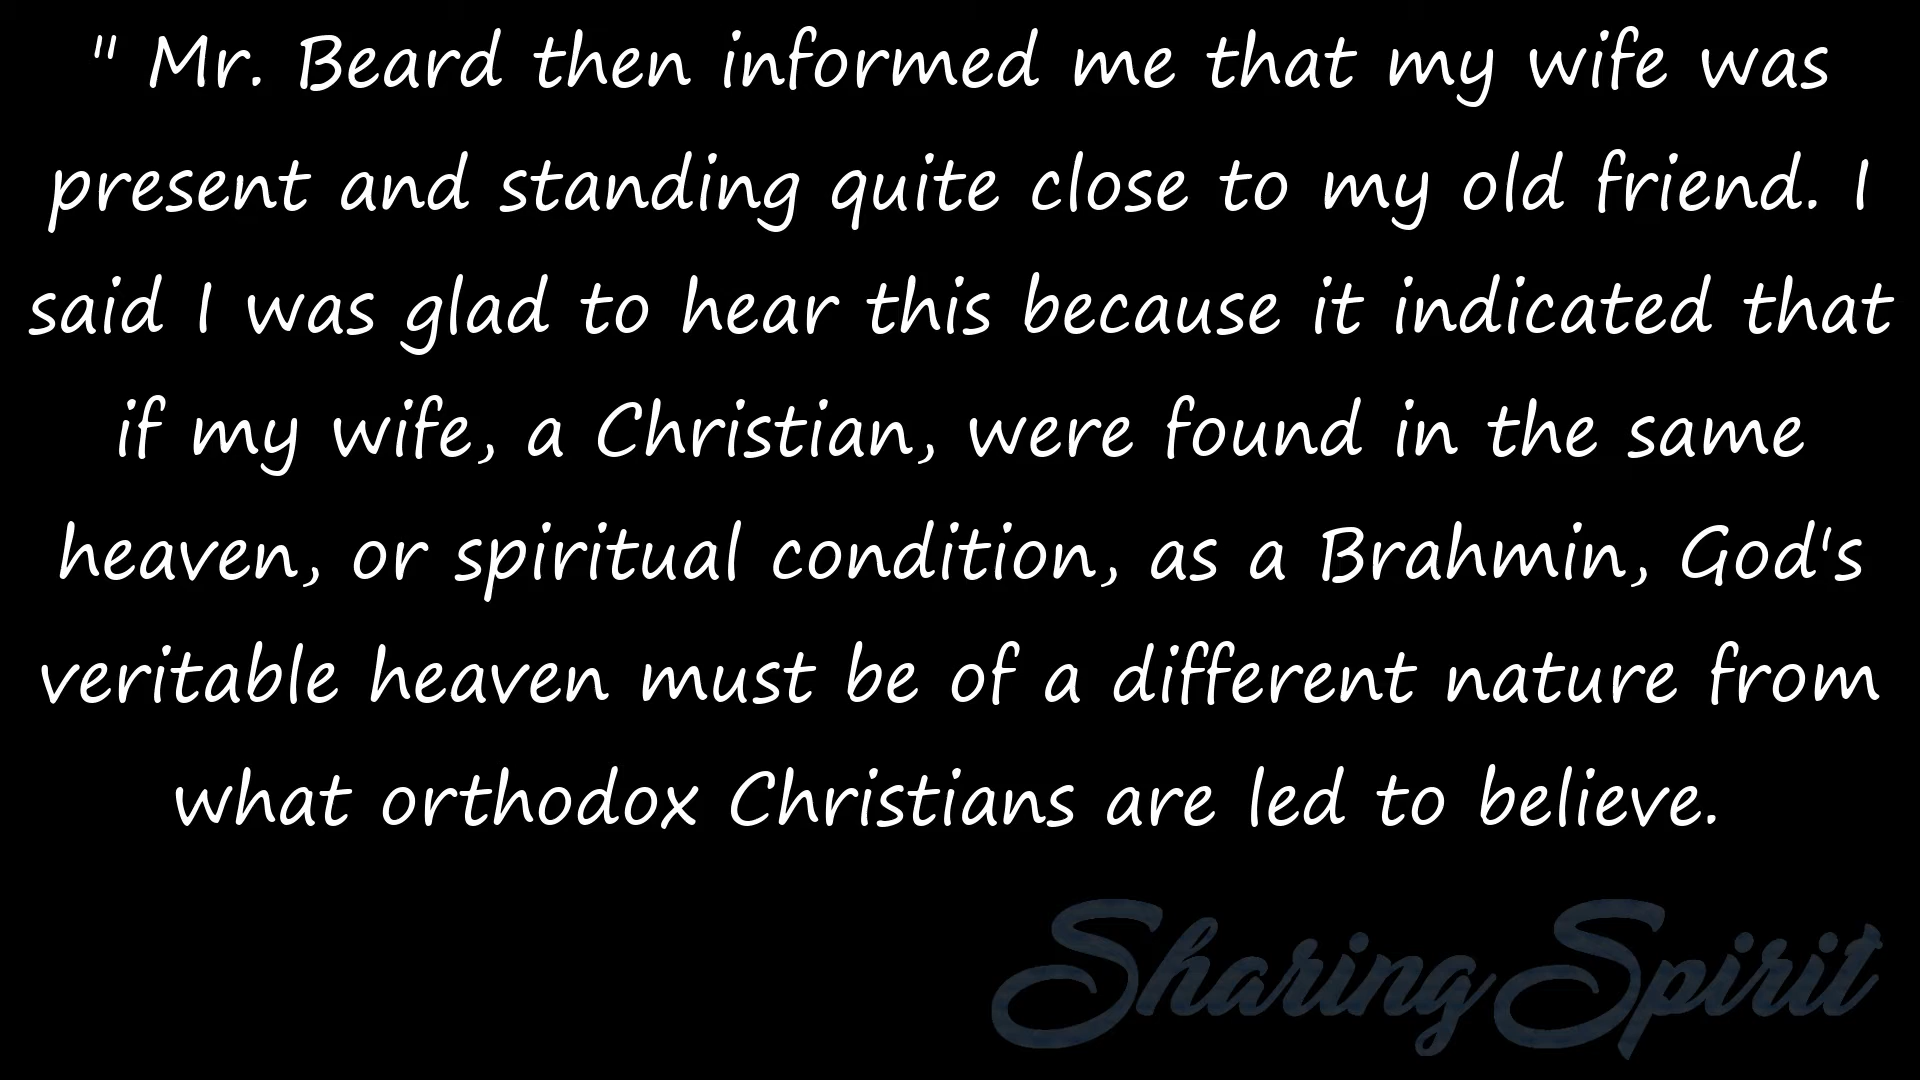 " Mr. Beard then informed me that my wife was
present and standing quite close to my old friend. I
said I was glad to hear this because it indicated that
if my wife, a Christian, were found in the same
heaven, or spiritual condition, as a Brahmin, God's
veritable heaven must be of a different nature from
what orthodox Christians are led to believe.
Sharing Spirit